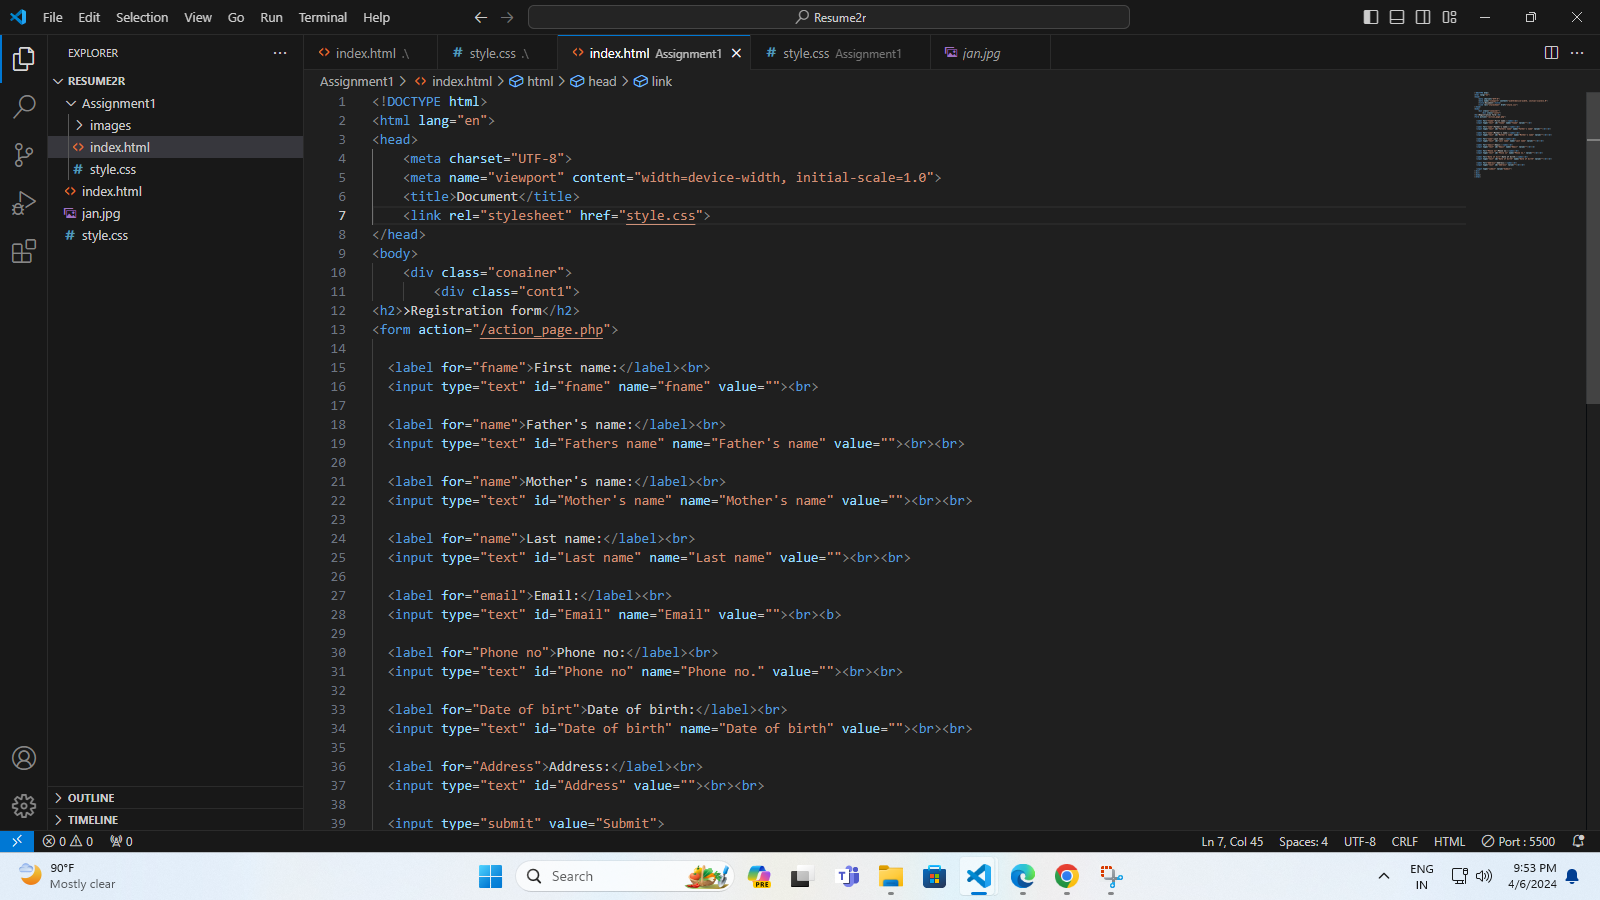 File Edit Selection View Go Run Terminal Help Resume2r
EXPLORER
index.html .\ style.css .\ index.html Assignment1 style.css Assignment1 jan.jpg
RESUME2R
Assignment1
images
index.html
style.css
index.html
jan.jpg
style.css
OUTLINE
TIMELINE
Assignment1 > index.html > html > head > link
1 <!DOCTYPE html>
2 <html lang="en">
3 <head>
4 <meta charset="UTF-8">
5 <meta name="viewport" content="width=device-width, initial-scale=1.0">
6 <title>Document</title>
7 <link rel="stylesheet" href="style.css">
8 </head>
9 <body>
10 <div class="conainer">
11 <div class="cont1">
12 <h2>>Registration form</h2>
13 <form action="/action_page.php">
14
15 <label for="fname">First name:</label><br>
16 <input type="text" id="fname" name="fname" value=""><br>
17
18 <label for="name">Father's name:</label><br>
19 <input type="text" id="Fathers name" name="Father's name" value=""><br><br>
20
21 <label for="name">Mother's name:</label><br>
22 <input type="text" id="Mother's name" name="Mother's name" value=""><br><br>
23
24 <label for="name">Last name:</label><br>
25 <input type="text" id="Last name" name="Last name" value=""><br><br>
26
27 <label for="email">Email:</label><br>
28 <input type="text" id="Email" name="Email" value=""><br><b>
29
30 <label for="Phone no">Phone no:</label><br>
31 <input type="text" id="Phone no" name="Phone no." value=""><br><br>
32
33 <label for="Date of birt">Date of birth:</label><br>
34 <input type="text" id="Date of birth" name="Date of birth" value=""><br><br>
35
36 <label for="Address">Address:</label><br>
37 <input type="text" id="Address" value=""><br><br>
38
39 <input type="submit" value="Submit">
0 0 0 Ln 7, Col 45 Spaces: 4 UTF-8 CRLF HTML Port : 5500
90°F
Mostly clear
Search
PRE
ENG
IN
9:53 PM
4/6/2024